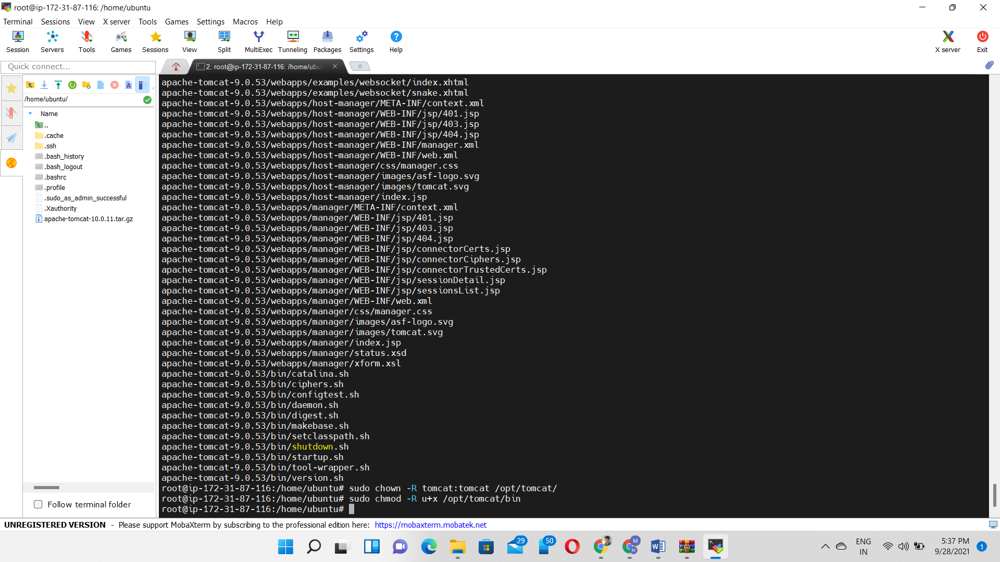 root@ip-172-31-87-116: /home/ubuntu
Terminal Sessions View X server Tools Games Settings Macros Help
Session Servers Tools Games Sessions View Split MultiExec Tunneling Packages Settings Help X server Exit
Quick connect...
2. root@ip-172-31-87-116: /home/ubun
/home/ubuntu/
Name
..
.cache
.ssh
.bash_history
.bash_logout
.bashrc
.profile
.sudo_as_admin_successful
.Xauthority
apache-tomcat-10.0.11.tar.gz
Follow terminal folder
apache-tomcat-9.0.53/webapps/examples/websocket/index.xhtml
apache-tomcat-9.0.53/webapps/examples/websocket/snake.xhtml
apache-tomcat-9.0.53/webapps/host-manager/META-INF/context.xml
apache-tomcat-9.0.53/webapps/host-manager/WEB-INF/jsp/401.jsp
apache-tomcat-9.0.53/webapps/host-manager/WEB-INF/jsp/403.jsp
apache-tomcat-9.0.53/webapps/host-manager/WEB-INF/jsp/404.jsp
apache-tomcat-9.0.53/webapps/host-manager/WEB-INF/manager.xml
apache-tomcat-9.0.53/webapps/host-manager/WEB-INF/web.xml
apache-tomcat-9.0.53/webapps/host-manager/css/manager.css
apache-tomcat-9.0.53/webapps/host-manager/images/asf-logo.svg
apache-tomcat-9.0.53/webapps/host-manager/images/tomcat.svg
apache-tomcat-9.0.53/webapps/host-manager/index.jsp
apache-tomcat-9.0.53/webapps/manager/META-INF/context.xml
apache-tomcat-9.0.53/webapps/manager/WEB-INF/jsp/401.jsp
apache-tomcat-9.0.53/webapps/manager/WEB-INF/jsp/403.jsp
apache-tomcat-9.0.53/webapps/manager/WEB-INF/jsp/404.jsp
apache-tomcat-9.0.53/webapps/manager/WEB-INF/jsp/connectorCerts.jsp
apache-tomcat-9.0.53/webapps/manager/WEB-INF/jsp/connectorCiphers.jsp
apache-tomcat-9.0.53/webapps/manager/WEB-INF/jsp/connectorTrustedCerts.jsp
apache-tomcat-9.0.53/webapps/manager/WEB-INF/jsp/sessionDetail.jsp
apache-tomcat-9.0.53/webapps/manager/WEB-INF/jsp/sessionsList.jsp
apache-tomcat-9.0.53/webapps/manager/WEB-INF/web.xml
apache-tomcat-9.0.53/webapps/manager/css/manager.css
apache-tomcat-9.0.53/webapps/manager/images/asf-logo.svg
apache-tomcat-9.0.53/webapps/manager/images/tomcat.svg
apache-tomcat-9.0.53/webapps/manager/index.jsp
apache-tomcat-9.0.53/webapps/manager/status.xsd
apache-tomcat-9.0.53/webapps/manager/xform.xsl
apache-tomcat-9.0.53/bin/catalina.sh
apache-tomcat-9.0.53/bin/ciphers.sh
apache-tomcat-9.0.53/bin/configtest.sh
apache-tomcat-9.0.53/bin/daemon.sh
apache-tomcat-9.0.53/bin/digest.sh
apache-tomcat-9.0.53/bin/makebase.sh
apache-tomcat-9.0.53/bin/setclasspath.sh
apache-tomcat-9.0.53/bin/shutdown.sh
apache-tomcat-9.0.53/bin/startup.sh
apache-tomcat-9.0.53/bin/tool-wrapper.sh
apache-tomcat-9.0.53/bin/version.sh
root@ip-172-31-87-116:/home/ubuntu# sudo chown -R tomcat:tomcat /opt/tomcat/
root@ip-172-31-87-116:/home/ubuntu# sudo chmod -R u+x /opt/tomcat/bin
root@ip-172-31-87-116:/home/ubuntu#
UNREGISTERED VERSION - Please support MobaXterm by subscribing to the professional edition here: https://mobaxterm.mobatek.net
29 50 M M
ENG
IN
5:37 PM
9/28/2021
1